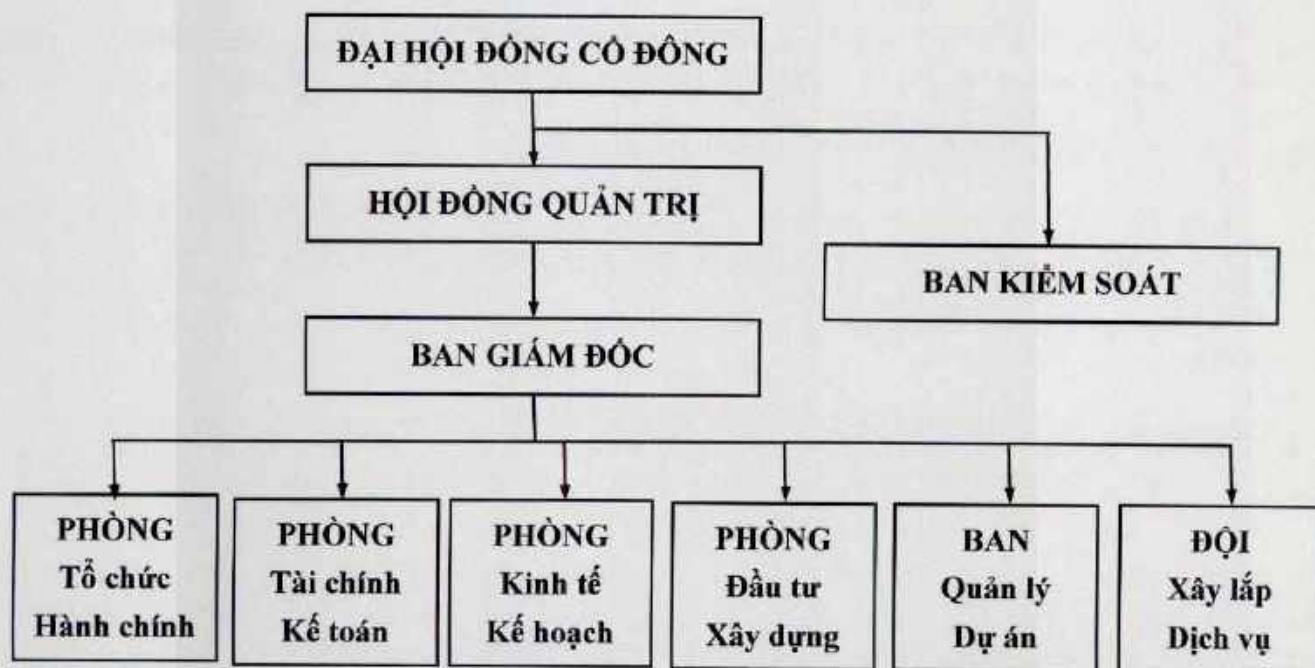 ĐẠI HỘI ĐỒNG CỔ ĐÔNG
HỘI ĐỒNG QUẢN TRỊ
BAN KIỂM SOÁT
BAN GIÁM ĐỐC
PHÒNG
Tổ chức
Hành chính
PHÒNG
Tài chính
Kế toán
PHÒNG
Kinh tế
Kế hoạch
PHÒNG
Đầu tư
Xây dựng
BAN
Quản lý
Dự án
ĐỘI
Xây lắp
Dịch vụ